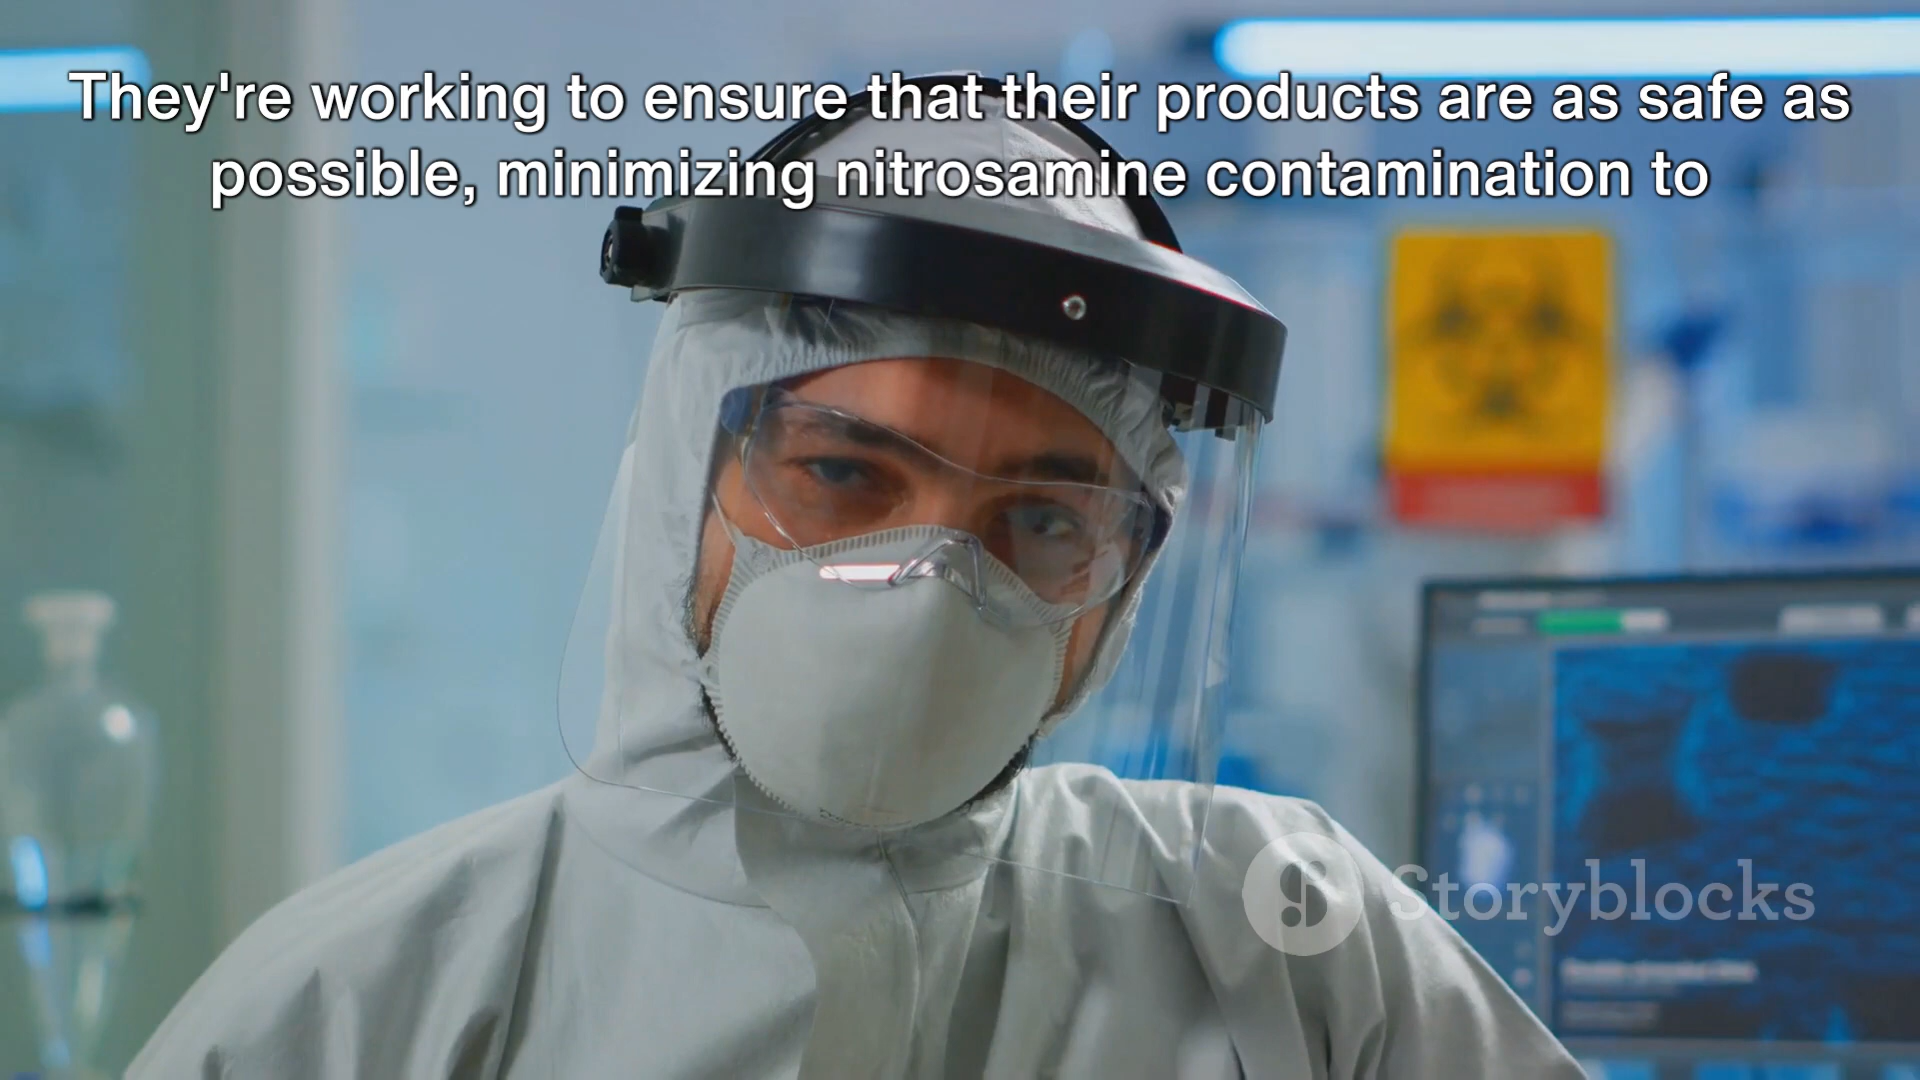 They're working to ensure that their products are as safe as
possible, minimizing nitrosamine contamination to
Storyblocks